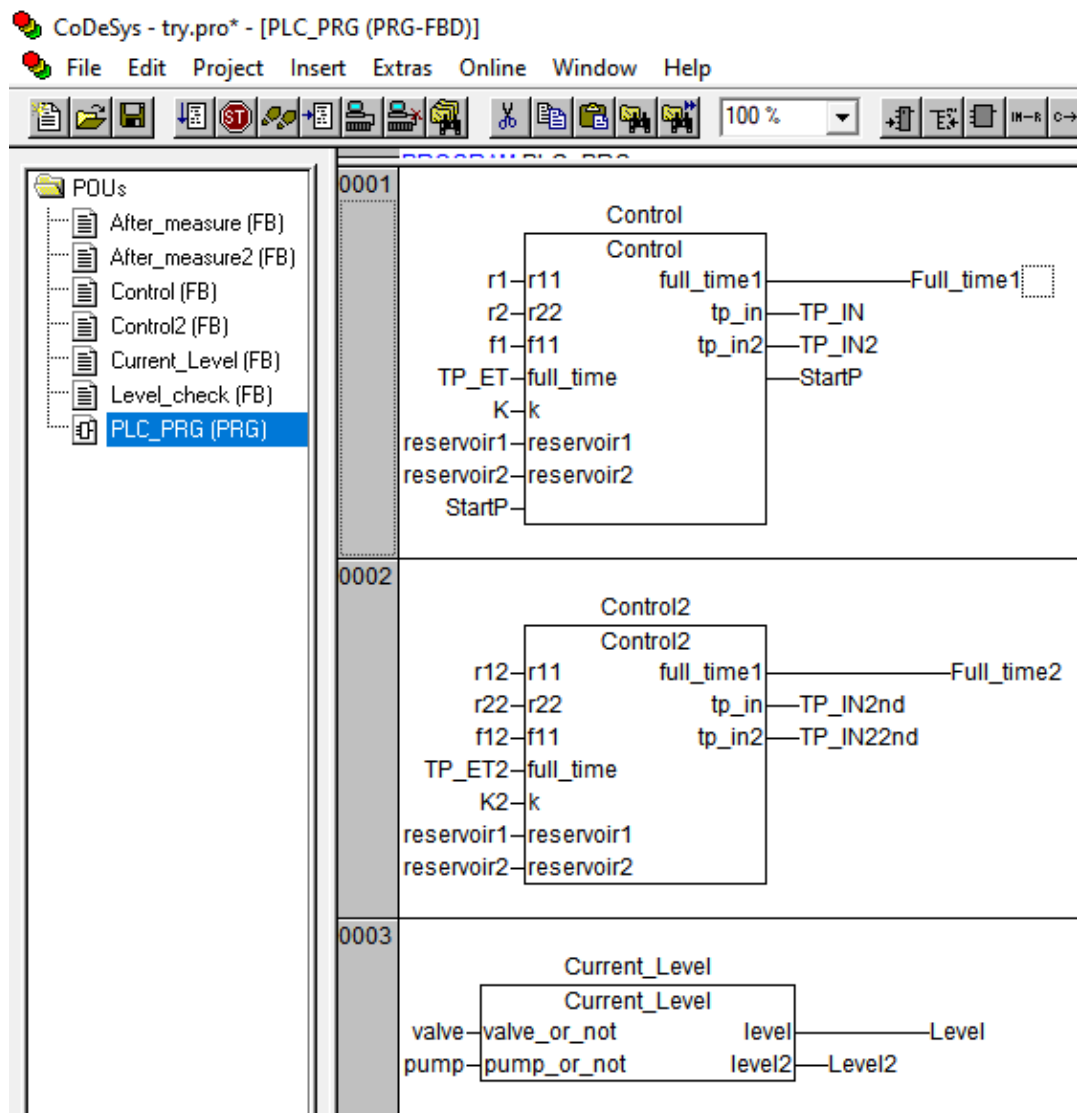 CoDeSys - try.pro* - [PLC_PRG (PRG-FBD)]
File Edit Project Insert Extras Online Window Help
100 %
POUs
After_measure (FB)
After_measure2 (FB)
Control (FB)
Control2 (FB)
Current_Level (FB)
Level_check (FB)
PLC_PRG (PRG)
PROGRAM PLC_PRG
0001
Control
Control
r1 r11 full_time1 Full_time1
r2 r22 tp_in TP_IN
f1 f11 tp_in2 TP_IN2
TP_ET full_time StartP
K k
reservoir1 reservoir1
reservoir2 reservoir2
StartP
0002
Control2
Control2
r12 r11 full_time1 Full_time2
r22 r22 tp_in TP_IN2nd
f12 f11 tp_in2 TP_IN22nd
TP_ET2 full_time
K2 k
reservoir1 reservoir1
reservoir2 reservoir2
0003
Current_Level
Current_Level
valve valve_or_not level Level
pump pump_or_not level2 Level2